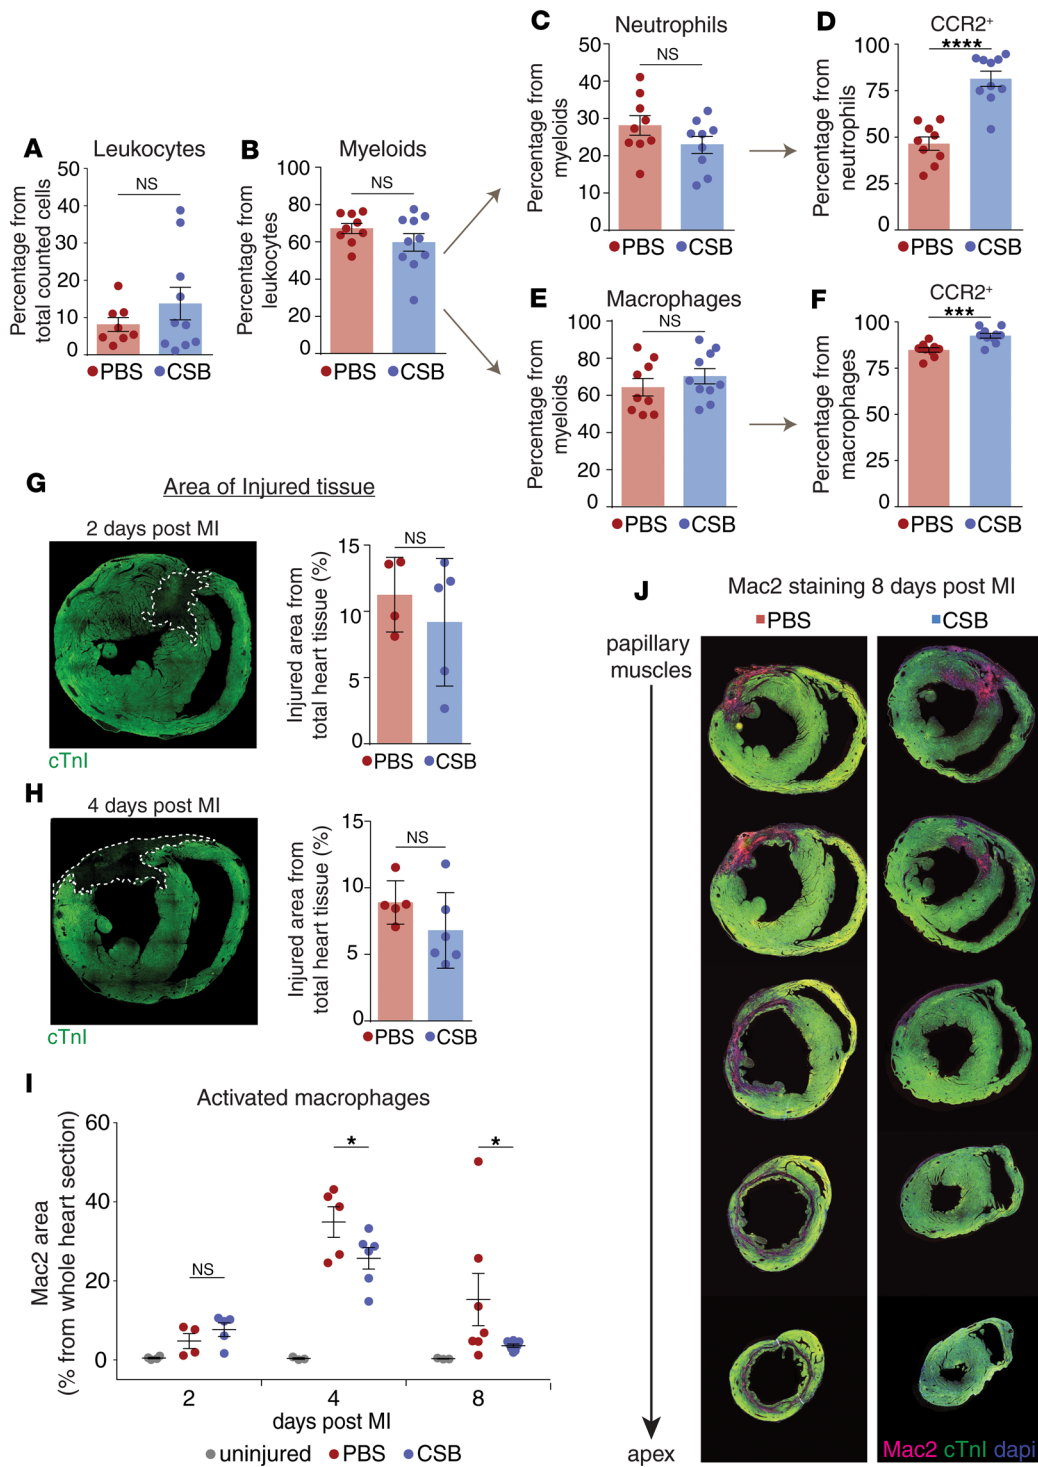 A
Leukocytes
NS
Percentage from
total counted cells
50
40
30
20
10
0
PBS
CSB
B
Myeloids
NS
Percentage from
leukocytes
100
80
60
40
20
0
PBS
CSB
C
Neutrophils
NS
Percentage from
myeloids
50
40
30
20
10
0
PBS
CSB
D
CCR2+
****
Percentage from
neutrophils
100
75
50
25
0
PBS
CSB
E
Macrophages
NS
Percentage from
myeloids
100
80
60
40
20
0
PBS
CSB
F
CCR2+
***
Percentage from
macrophages
100
75
50
25
0
PBS
CSB
G
Area of Injured tissue
2 days post MI
cTnI
NS
Injured area from
total heart tissue (%)
15
10
5
0
PBS
CSB
H
4 days post MI
cTnI
NS
Injured area from
total heart tissue (%)
15
10
5
0
PBS
CSB
I
Activated macrophages
Mac2 area
(% from whole heart section)
60
40
20
0
NS
*
*
2
4
8
days post MI
uninjured
PBS
CSB
J
Mac2 staining 8 days post MI
PBS
CSB
papillary
muscles
apex
Mac2 cTnI dapi